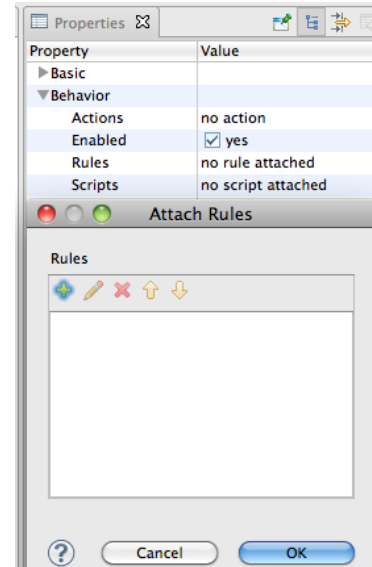 Properties
Property Value
Basic
Behavior
Actions no action
Enabled yes
Rules no rule attached
Scripts no script attached
Attach Rules
Rules
? Cancel OK